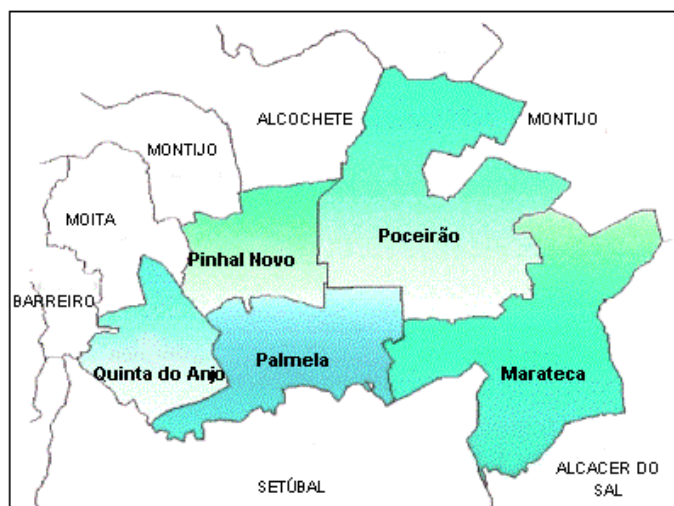 ALCOCHETE
MONTIJO
MONTIJO
MOITA
Poceirão
Pinhal Novo
BARREIRO
Palmela
Quinta do Anjo
Marateca
ALCACER DO
SAL
SETÚBAL